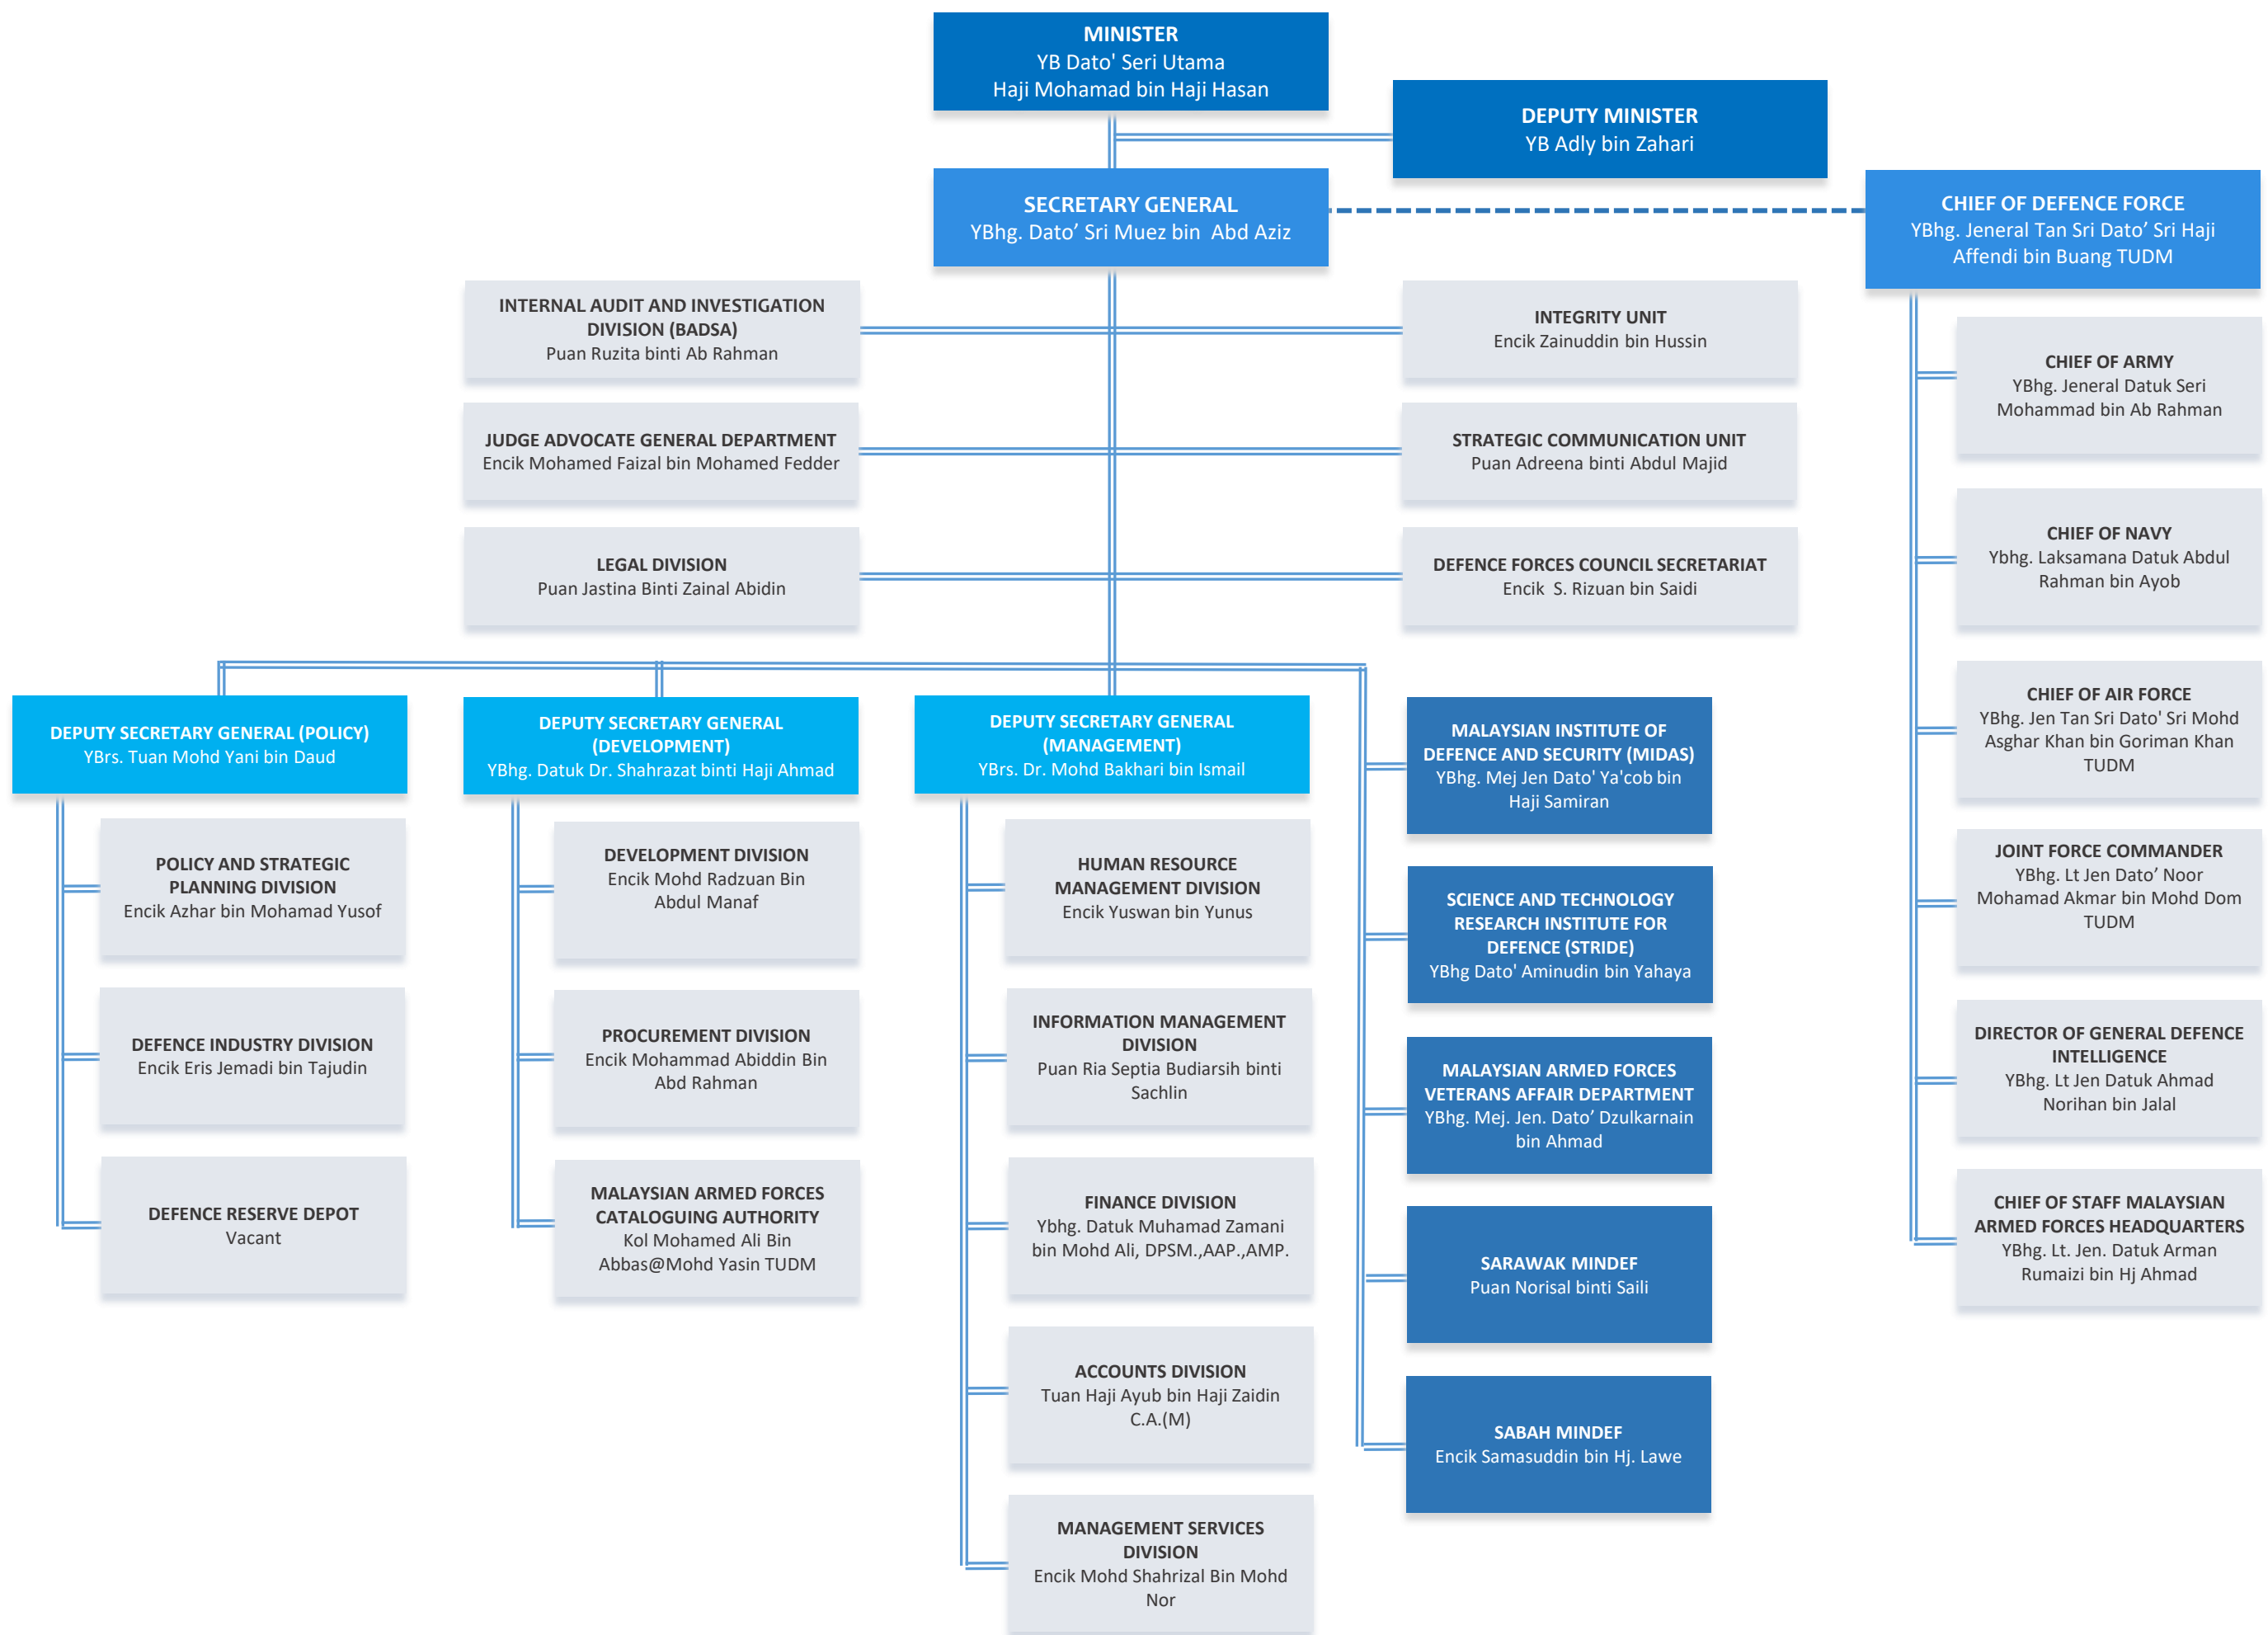 MINISTER
YB Dato' Seri Utama
Haji Mohamad bin Haji Hasan
DEPUTY MINISTER
YB Adly bin Zahari
SECRETARY GENERAL
YBhg. Dato’ Sri Muez bin  Abd Aziz
CHIEF OF DEFENCE FORCE
YBhg. Jeneral Tan Sri Dato’ Sri Haji
Affendi bin Buang TUDM
INTERNAL AUDIT AND INVESTIGATION
DIVISION (BADSA)
Puan Ruzita binti Ab Rahman
INTEGRITY UNIT
Encik Zainuddin bin Hussin
JUDGE ADVOCATE GENERAL DEPARTMENT
Encik Mohamed Faizal bin Mohamed Fedder
STRATEGIC COMMUNICATION UNIT
Puan Adreena binti Abdul Majid
LEGAL DIVISION
Puan Jastina Binti Zainal Abidin
DEFENCE FORCES COUNCIL SECRETARIAT
Encik  S. Rizuan bin Saidi
DEPUTY SECRETARY GENERAL (POLICY)
YBrs. Tuan Mohd Yani bin Daud
POLICY AND STRATEGIC
PLANNING DIVISION
Encik Azhar bin Mohamad Yusof
DEFENCE INDUSTRY DIVISION
Encik Eris Jemadi bin Tajudin
DEFENCE RESERVE DEPOT
Vacant
DEPUTY SECRETARY GENERAL
(DEVELOPMENT)
YBhg. Datuk Dr. Shahrazat binti Haji Ahmad
DEVELOPMENT DIVISION
Encik Mohd Radzuan Bin
Abdul Manaf
PROCUREMENT DIVISION
Encik Mohammad Abiddin Bin
Abd Rahman
MALAYSIAN ARMED FORCES
CATALOGUING AUTHORITY
Kol Mohamed Ali Bin
Abbas@Mohd Yasin TUDM
DEPUTY SECRETARY GENERAL
(MANAGEMENT)
YBrs. Dr. Mohd Bakhari bin Ismail
HUMAN RESOURCE
MANAGEMENT DIVISION
Encik Yuswan bin Yunus
INFORMATION MANAGEMENT
DIVISION
Puan Ria Septia Budiarsih binti
Sachlin
FINANCE DIVISION
Ybhg. Datuk Muhamad Zamani
bin Mohd Ali, DPSM.,AAP.,AMP.
ACCOUNTS DIVISION
Tuan Haji Ayub bin Haji Zaidin
C.A.(M)
MANAGEMENT SERVICES
DIVISION
Encik Mohd Shahrizal Bin Mohd
Nor
MALAYSIAN INSTITUTE OF
DEFENCE AND SECURITY (MIDAS)
YBhg. Mej Jen Dato' Ya'cob bin
Haji Samiran
SCIENCE AND TECHNOLOGY
RESEARCH INSTITUTE FOR
DEFENCE (STRIDE)
YBhg Dato' Aminudin bin Yahaya
MALAYSIAN ARMED FORCES
VETERANS AFFAIR DEPARTMENT
YBhg. Mej. Jen. Dato’ Dzulkarnain
bin Ahmad
SARAWAK MINDEF
Puan Norisal binti Saili
SABAH MINDEF
Encik Samasuddin bin Hj. Lawe
CHIEF OF ARMY
YBhg. Jeneral Datuk Seri
Mohammad bin Ab Rahman
CHIEF OF NAVY
Ybhg. Laksamana Datuk Abdul
Rahman bin Ayob
CHIEF OF AIR FORCE
YBhg. Jen Tan Sri Dato' Sri Mohd
Asghar Khan bin Goriman Khan
TUDM
JOINT FORCE COMMANDER
YBhg. Lt Jen Dato’ Noor
Mohamad Akmar bin Mohd Dom
TUDM
DIRECTOR OF GENERAL DEFENCE
INTELLIGENCE
YBhg. Lt Jen Datuk Ahmad
Norihan bin Jalal
CHIEF OF STAFF MALAYSIAN
ARMED FORCES HEADQUARTERS
YBhg. Lt. Jen. Datuk Arman
Rumaizi bin Hj Ahmad